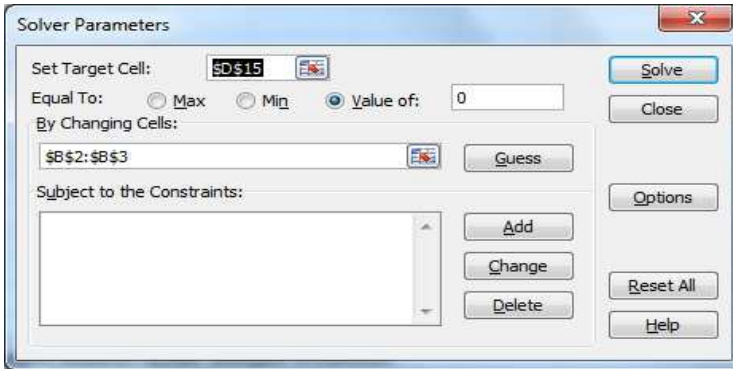 Solver Parameters
Set Target Cell: $D$15
Solve
Equal To: Max Min Value of: 0
Close
By Changing Cells:
$B$2:$B$3
Guess
Subject to the Constraints:
Options
Add
Change
Reset All
Delete
Help